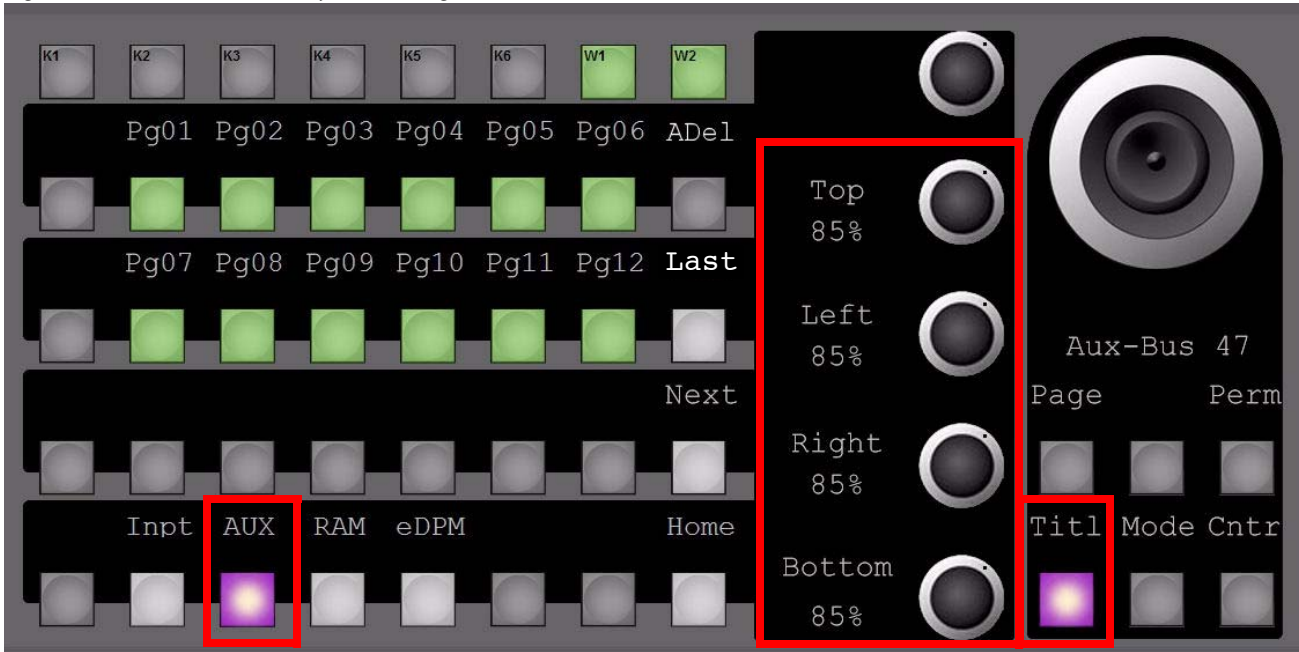 K1 K2 K3 K4 K5 K6 W1 W2
Pg01 Pg02 Pg03 Pg04 Pg05 Pg06 ADel
Pg07 Pg08 Pg09 Pg10 Pg11 Pg12 Last
Next
Inpt AUX RAM eDPM Home
Top
85%
Left
85%
Right
85%
Bottom
85%
Aux-Bus 47
Page Perm
Titl Mode Cntr